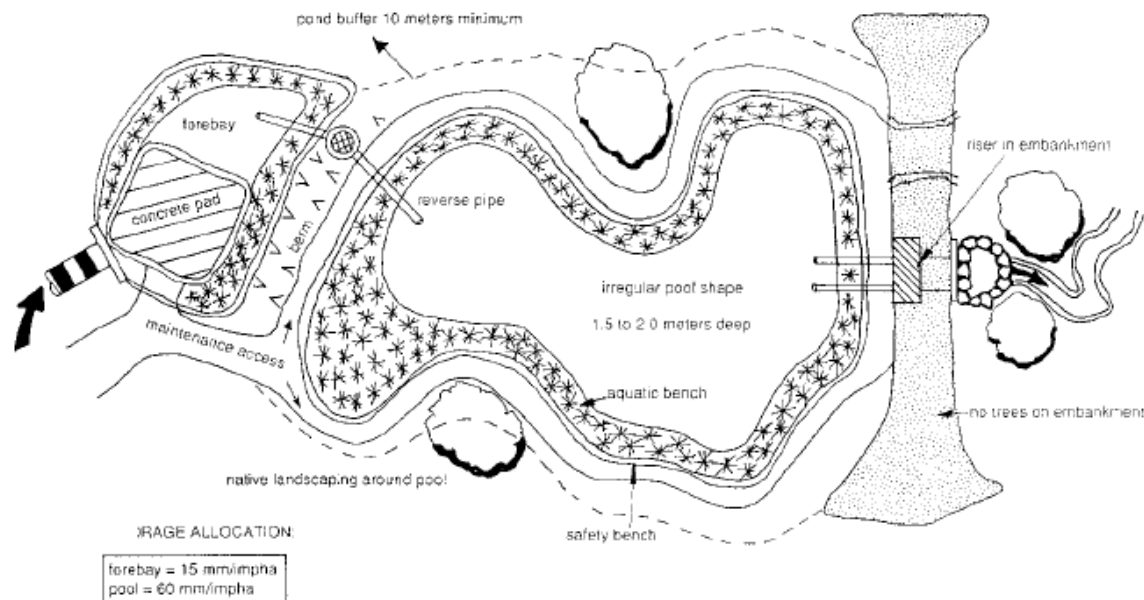 pond buffer 10 meters minimum
forebay
riser in embankment
concrete pad
reverse pipe
berm
irregular pool shape
1.5 to 2.0 meters deep
maintenance access
aquatic bench
no trees on embankment
native landscaping around pool
safety bench
RAGE ALLOCATION:
forebay = 15 mm/impha
pool = 60 mm/impha